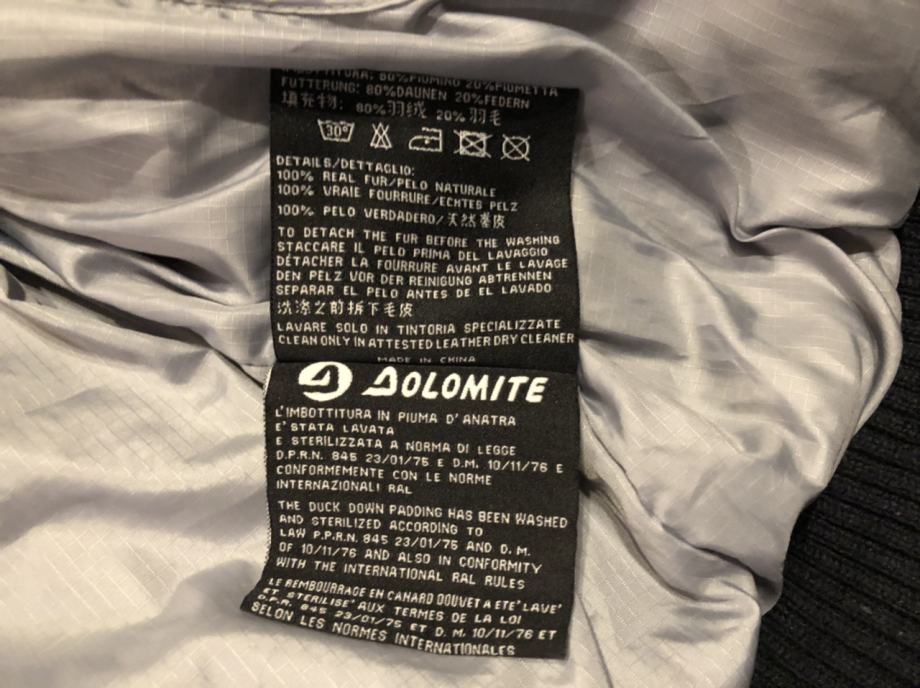 IMBOTTITURA: 80%PIUMINO 20%PIUMETTA
FUTTERUNG: 80%DAUNEN 20%FEDERN
填充物: 80%羽绒 20%羽毛
30°
DETAILS/DETTAGLIO:
100% REAL FUR/PELO NATURALE
100% VRAIE FOURRURE/ECHTES PELZ
100% PELO VERDADERO/天然毫皮
TO DETACH THE FUR BEFORE THE WASHING
STACCARE IL PELO PRIMA DEL LAVAGGIO
DÉTACHER LA FOURRURE AVANT LE LAVAGE
DEN PELZ VOR DER REINIGUNG ABTRENNEN
SEPARAR EL PELO ANTES DE EL LAVADO
洗涤之前拆下毛皮
LAVARE SOLO IN TINTORIA SPECIALIZZATE
CLEAN ONLY IN ATTESTED LEATHER DRY CLEANER
MADE IN CHINA
DOLOMITE
L'IMBOTTITURA IN PIUMA D'ANATRA
E'STATA LAVATA
E STERILIZZATA A NORMA DI LEGGE
D.P.R.N. 845 23/01/75 E D.M. 10/11/76 E
CONFORMEMENTE CON LE NORME
INTERNAZIONALI RAL
THE DUCK DOWN PADDING HAS BEEN WASHED
AND STERILIZED ACCORDING TO
LAW P.P.R.N. 845 23/01/75 AND D.M.
OF 10/11/76 AND ALSO IN CONFORMITY
WITH THE INTERNATIONAL RAL RULES
LE REMBOURRAGE EN CANARD DOUVET A ETE'LAVE'
ET STERILISE'AUX TERMES DE LA LOI
D.P.R. 845 23/01/75 ET D.M. 10/11/76 ET
SELON LES NORMES INTERNATIONALES